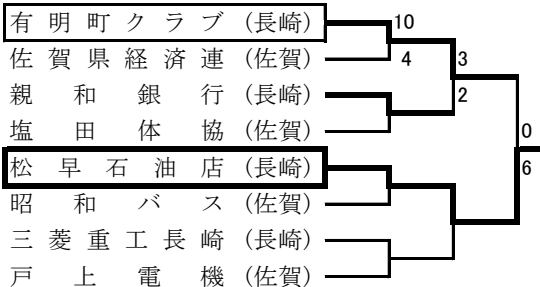 有明町クラブ (長崎) 10
佐賀県経済連 (佐賀) 4 3
親和銀行 (長崎) 2
塩田体協 (佐賀) 0
松早石油店 (長崎) 6
昭和バス (佐賀)
三菱重工長崎 (長崎)
戸上電機 (佐賀)